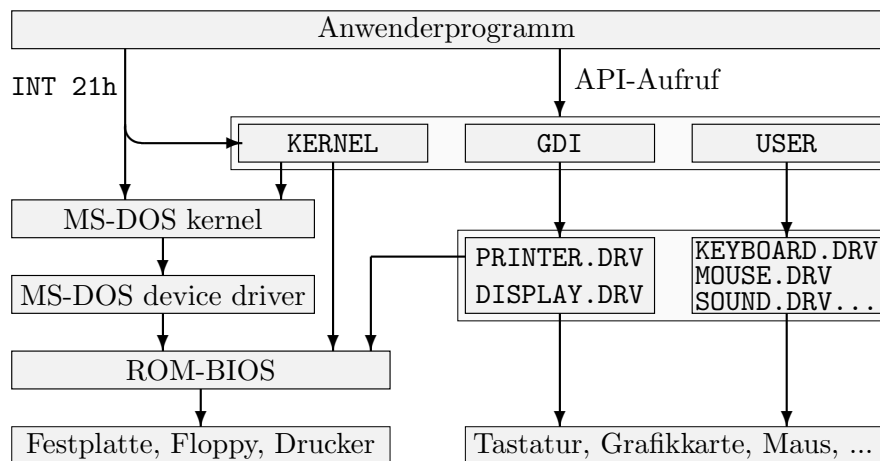 Anwenderprogramm
INT 21h
API-Aufruf
KERNEL
GDI
USER
MS-DOS kernel
PRINTER.DRV
DISPLAY.DRV
KEYBOARD.DRV
MOUSE.DRV
SOUND.DRV...
MS-DOS device driver
ROM-BIOS
Festplatte, Floppy, Drucker
Tastatur, Grafikkarte, Maus, ...